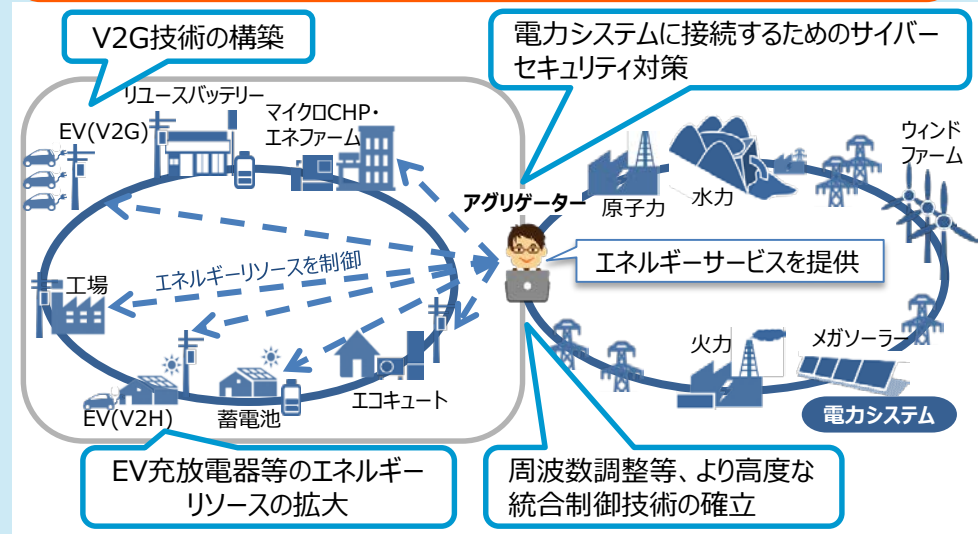 V2G技術の構築
電力システムに接続するためのサイバー
セキュリティ対策
リユースバッテリー
EV(V2G)
マイクロCHP・
エネファーム
アグリゲーター
原子力
水力
ウィンド
ファーム
エネルギーリソースを制御
エネルギーサービスを提供
工場
火力
メガソーラー
EV(V2H)
蓄電池
エコキュート
電力システム
EV充放電器等のエネルギー
リソースの拡大
周波数調整等、より高度な
統合制御技術の確立